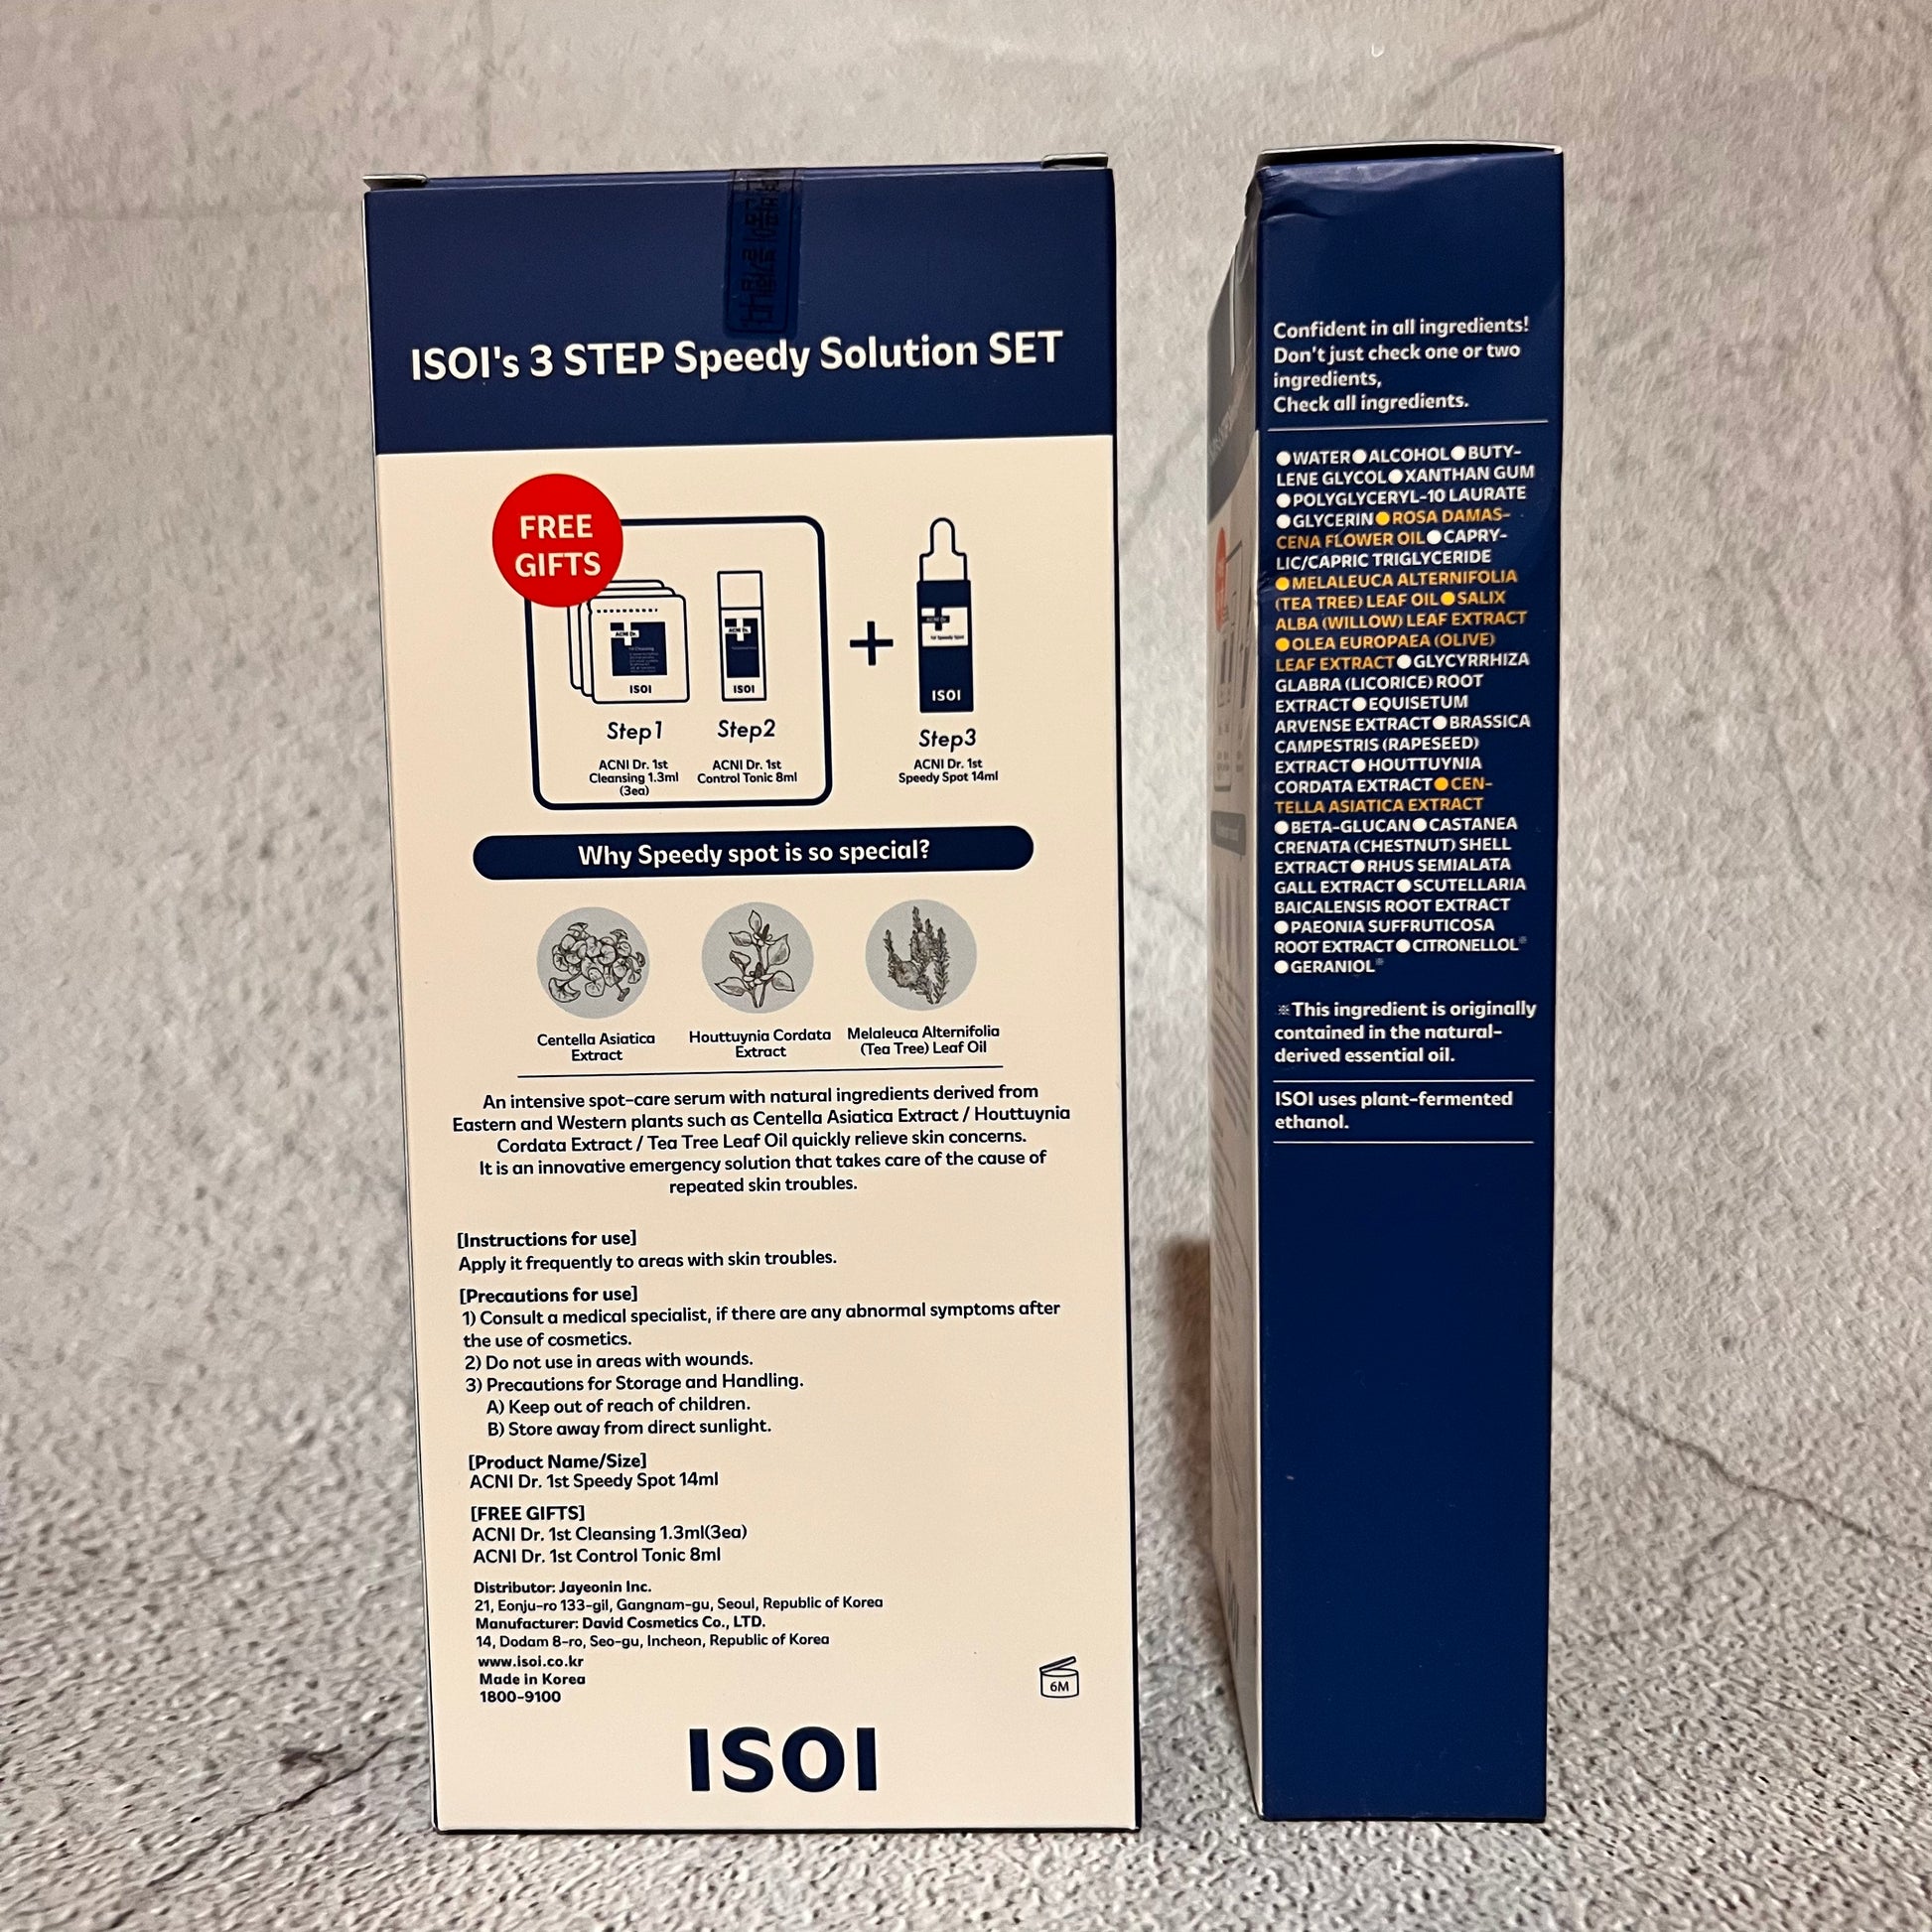 ISOI's 3 STEP Speedy Solution SET
FREE
GIFTS
ACNI Dr.
ISOI
ACNI Dr.
ISOI
1st Speedy Spot
ISOI
Step1
Step2
Step3
ACNI Dr. 1st
Cleansing 1.3ml
(3ea)
ACNI Dr. 1st
Control Tonic 8ml
ACNI Dr. 1st
Speedy Spot 14ml
Why Speedy spot is so special?
Centella Asiatica
Extract
Houttuynia Cordata
Extract
Melaleuca Alternifolia
(Tea Tree) Leaf Oil
An intensive spot-care serum with natural ingredients derived from
Eastern and Western plants such as Centella Asiatica Extract / Houttuynia
Cordata Extract / Tea Tree Leaf Oil quickly relieve skin concerns.
It is an innovative emergency solution that takes care of the cause of
repeated skin troubles.
[Instructions for use]
Apply it frequently to areas with skin troubles.
[Precautions for use]
1) Consult a medical specialist, if there are any abnormal symptoms after
the use of cosmetics.
2) Do not use in areas with wounds.
3) Precautions for Storage and Handling.
A) Keep out of reach of children.
B) Store away from direct sunlight.
[Product Name/Size]
ACNI Dr. 1st Speedy Spot 14ml
[FREE GIFTS]
ACNI Dr. 1st Cleansing 1.3ml(3ea)
ACNI Dr. 1st Control Tonic 8ml
Distributor: Jayeonin Inc.
21, Eonju-ro 133-gil, Gangnam-gu, Seoul, Republic of Korea
Manufacturer: David Cosmetics Co., LTD.
14, Dodam 8-ro, Seo-gu, Incheon, Republic of Korea
www.isoi.co.kr
Made in Korea
1800-9100
6M
ISOI
Confident in all ingredients!
Don't just check one or two
ingredients,
Check all ingredients.
●WATER●ALCOHOL●BUTY-
LENE GLYCOL●XANTHAN GUM
●POLYGLYCERYL-10 LAURATE
●GLYCERIN●ROSA DAMAS-
CENA FLOWER OIL●CAPRY-
LIC/CAPRIC TRIGLYCERIDE
●MELALEUCA ALTERNIFOLIA
(TEA TREE) LEAF OIL●SALIX
ALBA (WILLOW) LEAF EXTRACT
●OLEA EUROPAEA (OLIVE)
LEAF EXTRACT●GLYCYRRHIZA
GLABRA (LICORICE) ROOT
EXTRACT●EQUISETUM
ARVENSE EXTRACT●BRASSICA
CAMPESTRIS (RAPESEED)
EXTRACT●HOUTTUYNIA
CORDATA EXTRACT●CEN-
TELLA ASIATICA EXTRACT
●BETA-GLUCAN●CASTANEA
CRENATA (CHESTNUT) SHELL
EXTRACT●RHUS SEMIALATA
GALL EXTRACT●SCUTELLARIA
BAICALENSIS ROOT EXTRACT
●PAEONIA SUFFRUTICOSA
ROOT EXTRACT●CITRONELLOL※
●GERANIOL※
※This ingredient is originally
contained in the natural-
derived essential oil.
ISOI uses plant-fermented
ethanol.